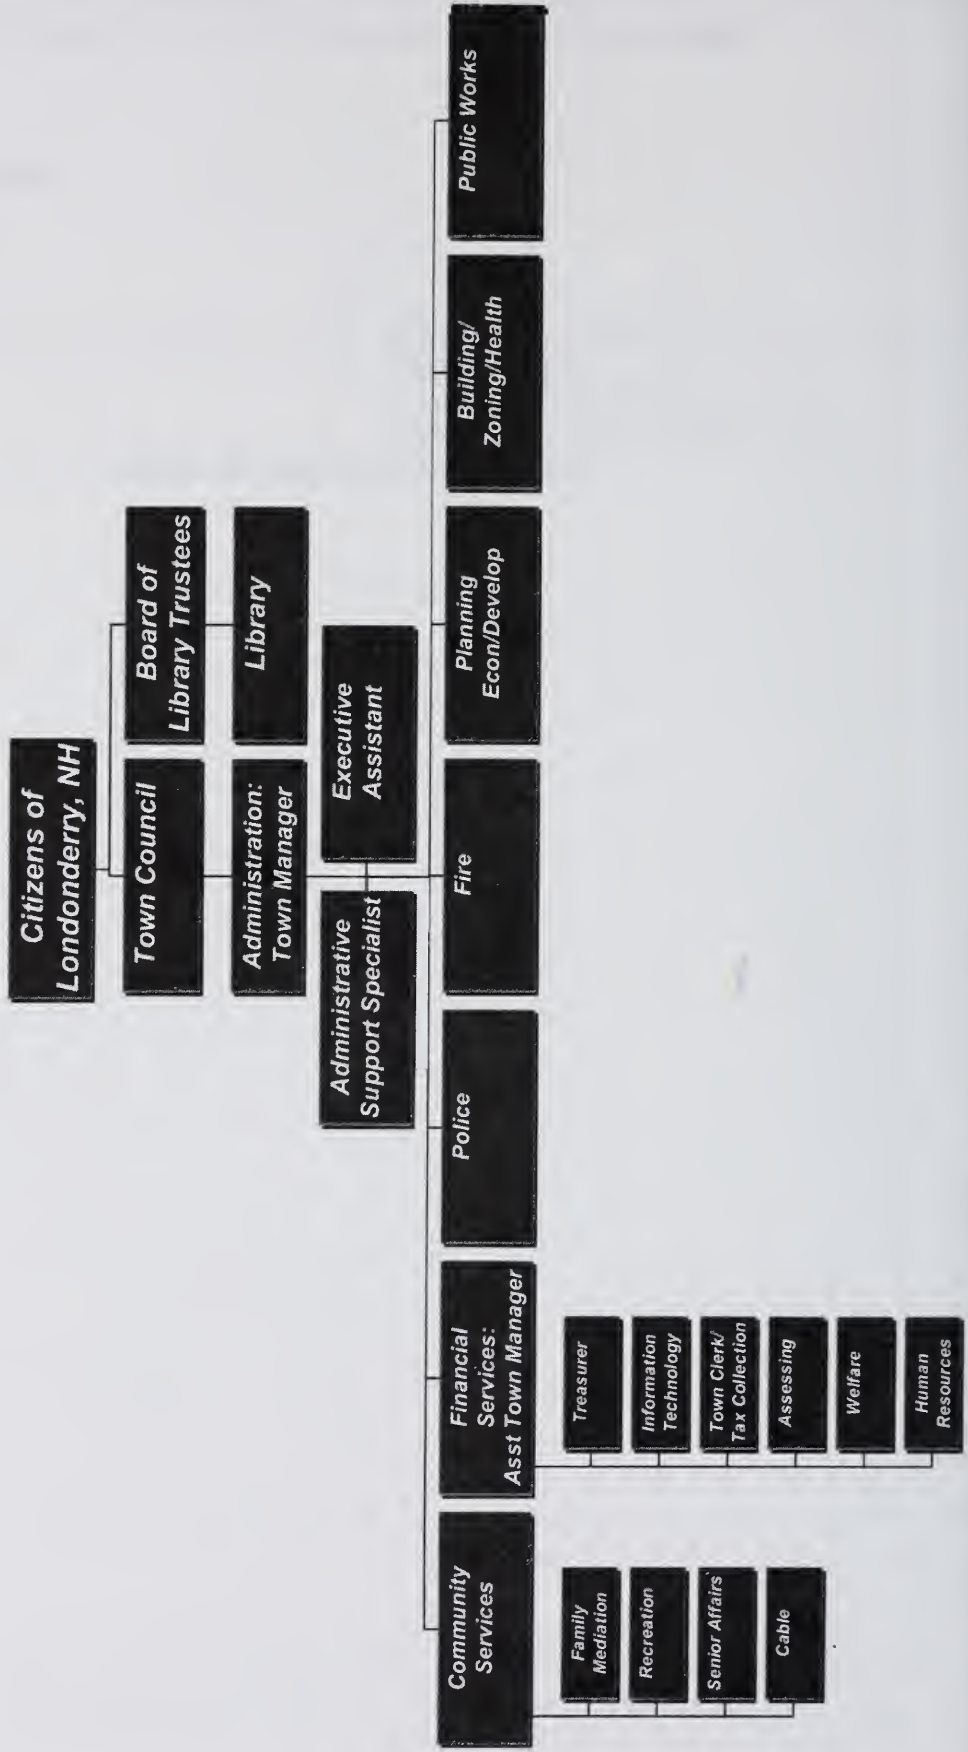 Citizens of
Londonderry, NH
Town Council
Board of
Library Trustees
Administration:
Town Manager
Library
Administrative
Support Specialist
Executive
Assistant
Community
Services
Financial
Services:
Asst Town Manager
Police
Fire
Planning
Econ/Develop
Building/
Zoning/Health
Public Works
Family
Mediation
Recreation
Senior Affairs
Cable
Treasurer
Information
Technology
Town Clerk/
Tax Collection
Assessing
Welfare
Human
Resources